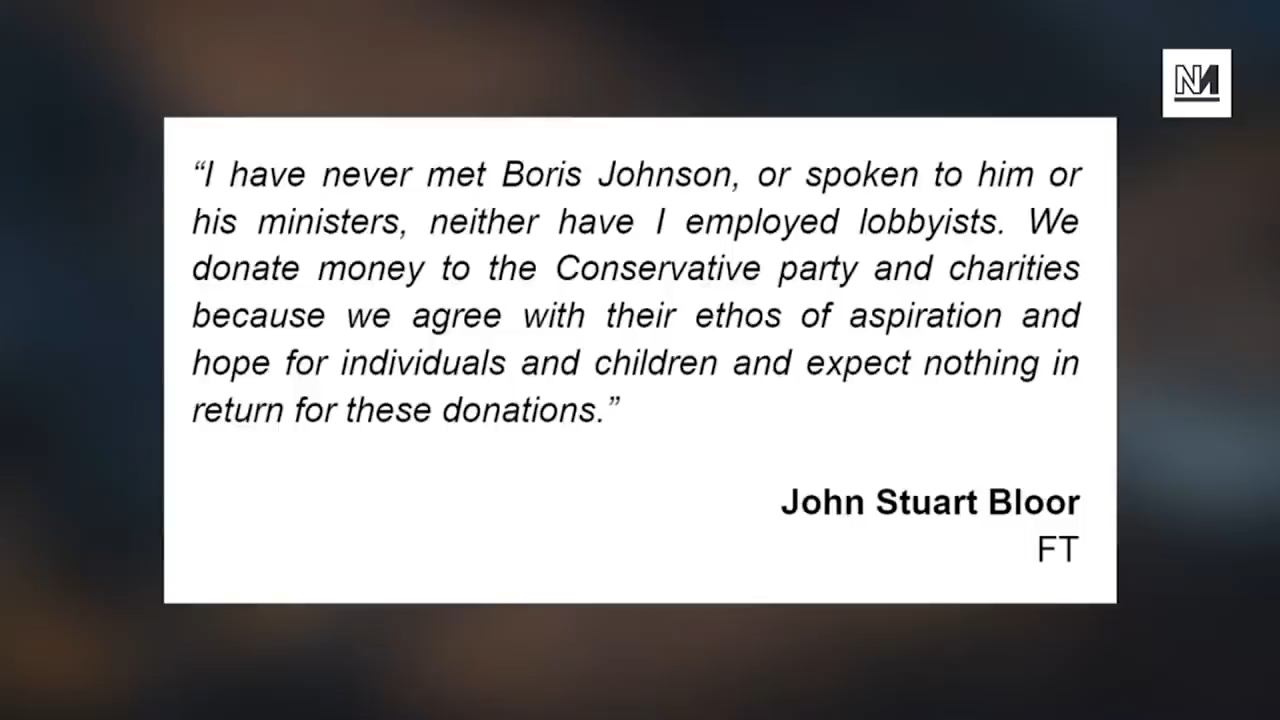 NM
“I have never met Boris Johnson, or spoken to him or
his ministers, neither have I employed lobbyists. We
donate money to the Conservative party and charities
because we agree with their ethos of aspiration and
hope for individuals and children and expect nothing in
return for these donations.”
John Stuart Bloor
FT